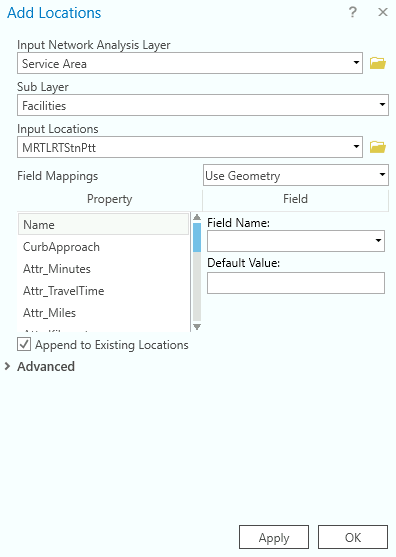 Add Locations ? ×
Input Network Analysis Layer
Service Area
Sub Layer
Facilities
Input Locations
MRTLRTStnPtt
Field Mappings Use Geometry
Property Field
Name
CurbApproach
Attr_Minutes
Attr_TravelTime
Attr_Miles
Field Name:
Default Value:
Append to Existing Locations
Advanced
Apply OK